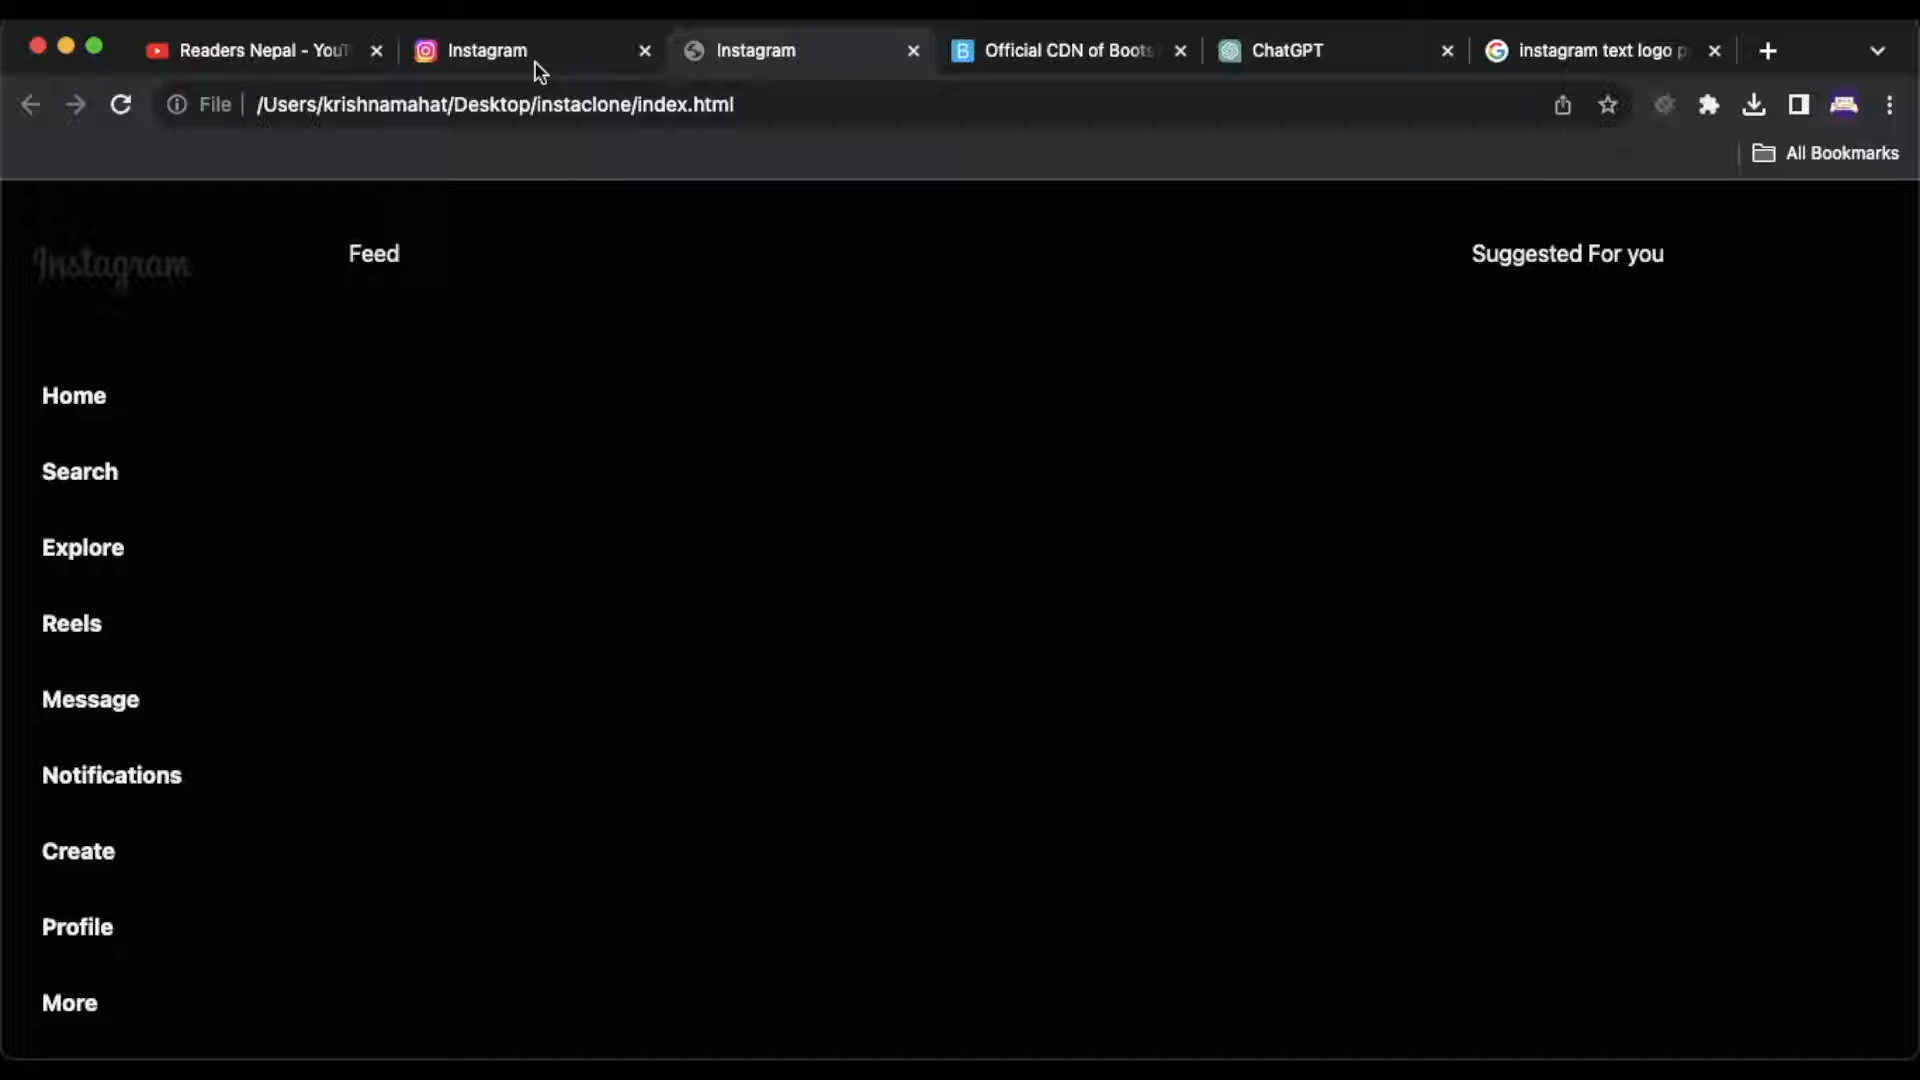 Readers Nepal - YouT
Instagram
Instagram
Official CDN of Boots
ChatGPT
instagram text logo p
File
/Users/krishnamahat/Desktop/instaclone/index.html
All Bookmarks
Instagram
Feed
Suggested For you
Home
Search
Explore
Reels
Message
Notifications
Create
Profile
More